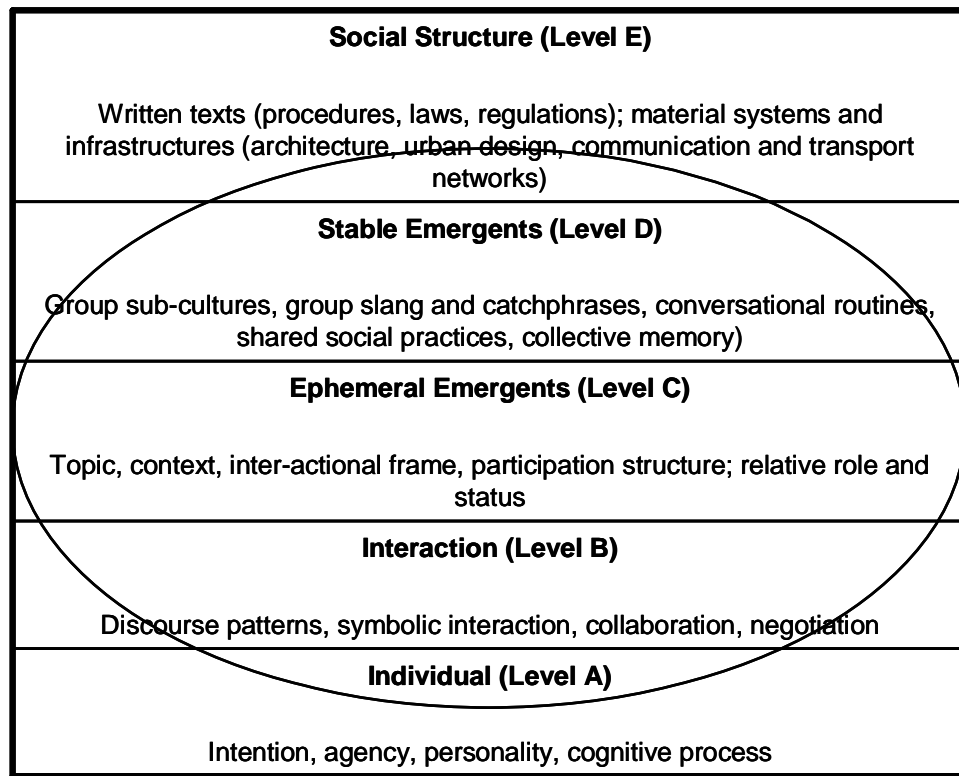 Social Structure (Level E)
Written texts (procedures, laws, regulations); material systems and
infrastructures (architecture, urban design, communication and transport
networks)
Stable Emergents (Level D)
Group sub-cultures, group slang and catchphrases, conversational routines,
shared social practices, collective memory)
Ephemeral Emergents (Level C)
Topic, context, inter-actional frame, participation structure; relative role and
status
Interaction (Level B)
Discourse patterns, symbolic interaction, collaboration, negotiation
Individual (Level A)
Intention, agency, personality, cognitive process